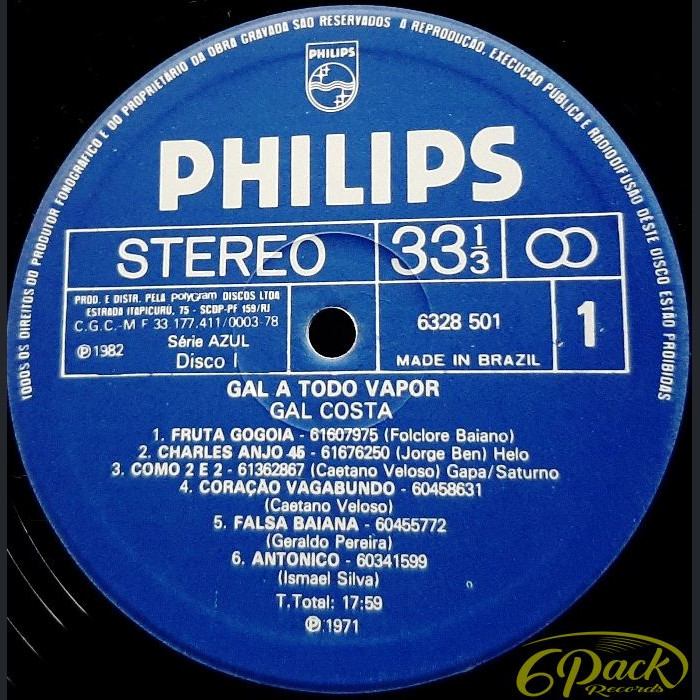 TODOS OS DIREITOS DO PRODUTOR FONOGRÁFICO E DO PROPRIETÁRIO DA OBRA GRAVADA SÃO RESERVADOS A REPRODUÇÃO, EXECUÇÃO PÚBLICA E RADIODIFUSÃO DESTE DISCO ESTÃO PROIBIDAS
PHILIPS
PHILIPS
STEREO 33 1/3
PROD. E DISTR. PELA polygram DISCOS LTDA
ESTRADA ITAPICURU, 75 - SCDP-PF 159/RJ
C.G.C.-M F 33.177.411/0003-78
Série AZUL
℗1982 Disco I
6328 501
MADE IN BRAZIL
1
GAL A TODO VAPOR
GAL COSTA
1. FRUTA GOGOIA - 61607975 (Folclore Baiano)
2. CHARLES ANJO 45 - 61676250 (Jorge Ben) Helo
3. COMO 2 E 2 - 61362867 (Caetano Veloso) Gapa/Saturno
4. CORAÇÃO VAGABUNDO - 60458631
(Caetano Veloso)
5. FALSA BAIANA - 60455772
(Geraldo Pereira)
6. ANTONICO - 60341599
(Ismael Silva)
T.Total: 17:59
℗1971
6Pack
Records